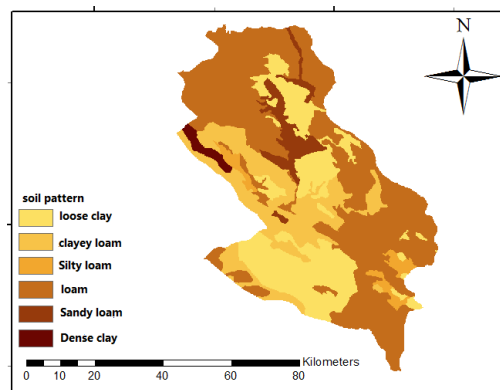 N
soil pattern
loose clay
clayey loam
Silty loam
loam
Sandy loam
Dense clay
Kilometers
0 20 40 60 80